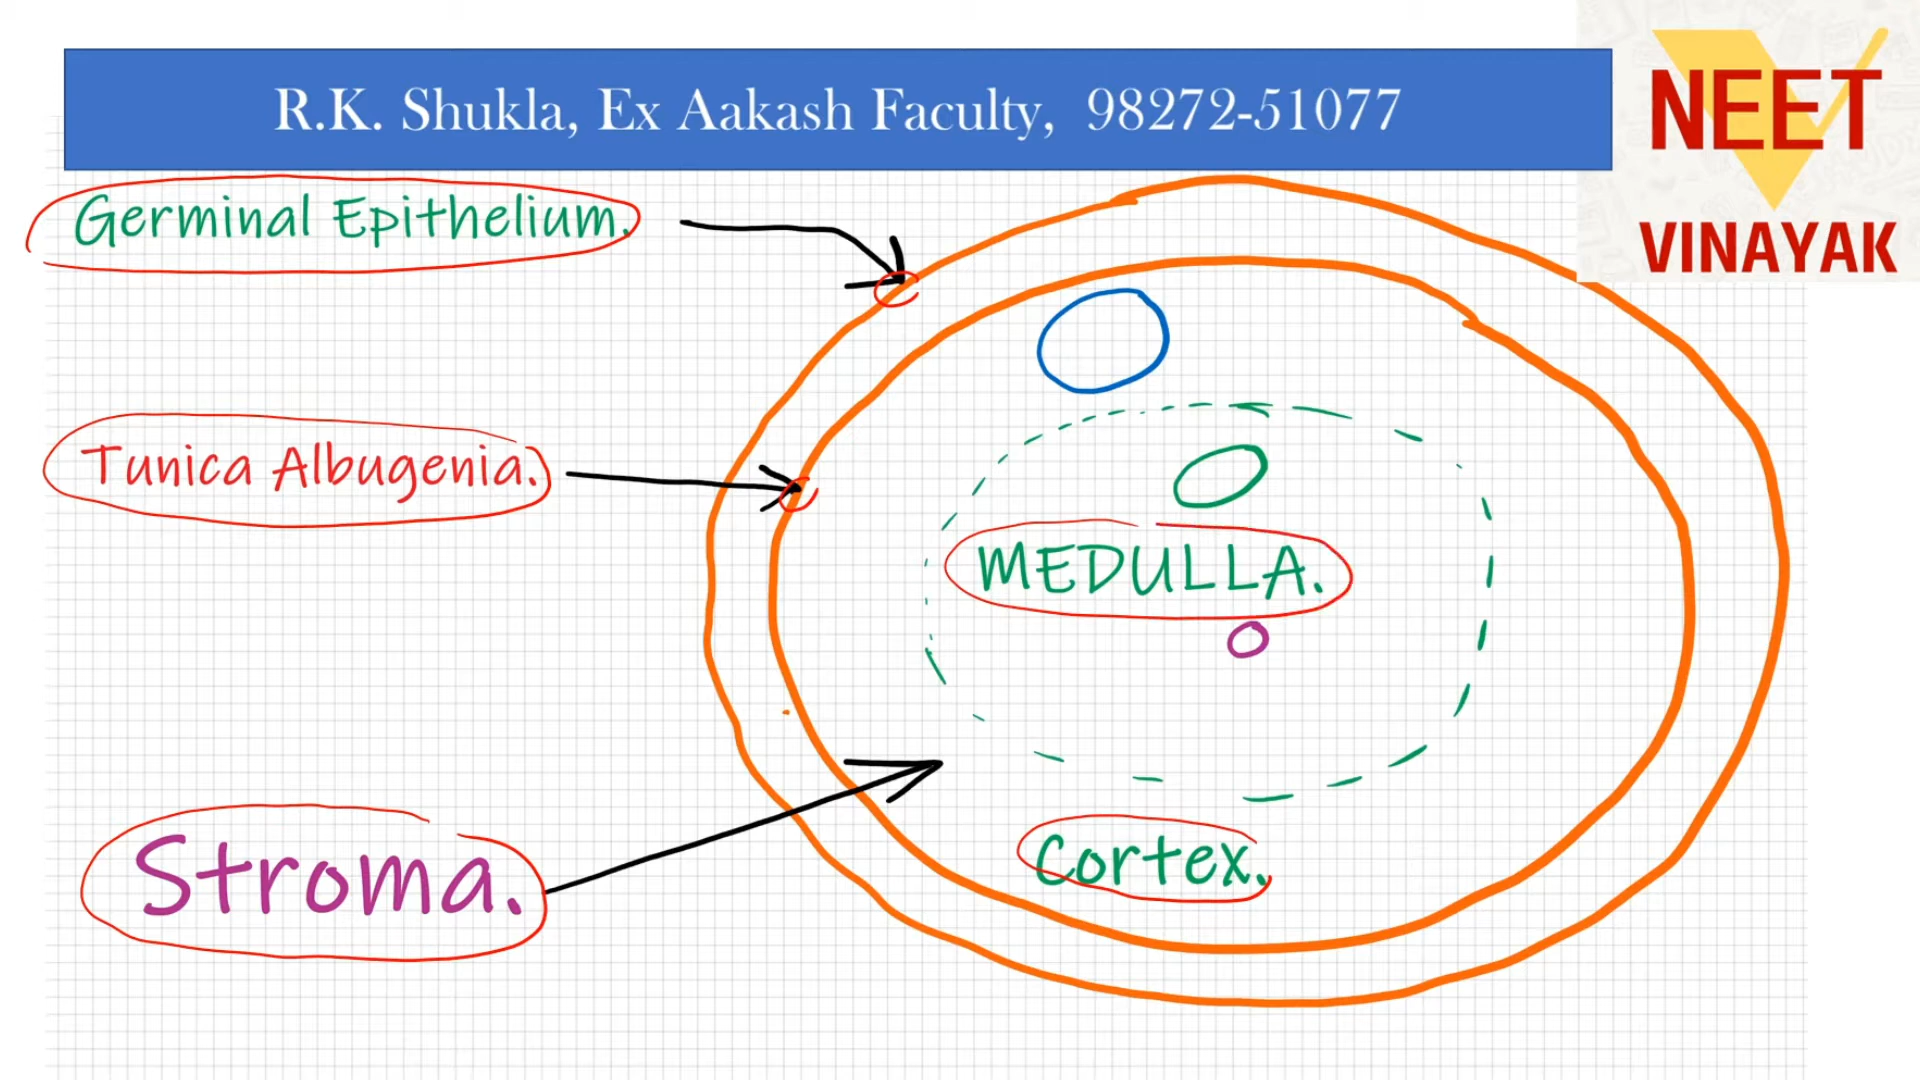 R.K. Shukla, Ex Aakash Faculty, 98272-51077
NEET
VINAYAK
Germinal Epithelium.
Tunica Albugenia.
MEDULLA.
Stroma.
Cortex.